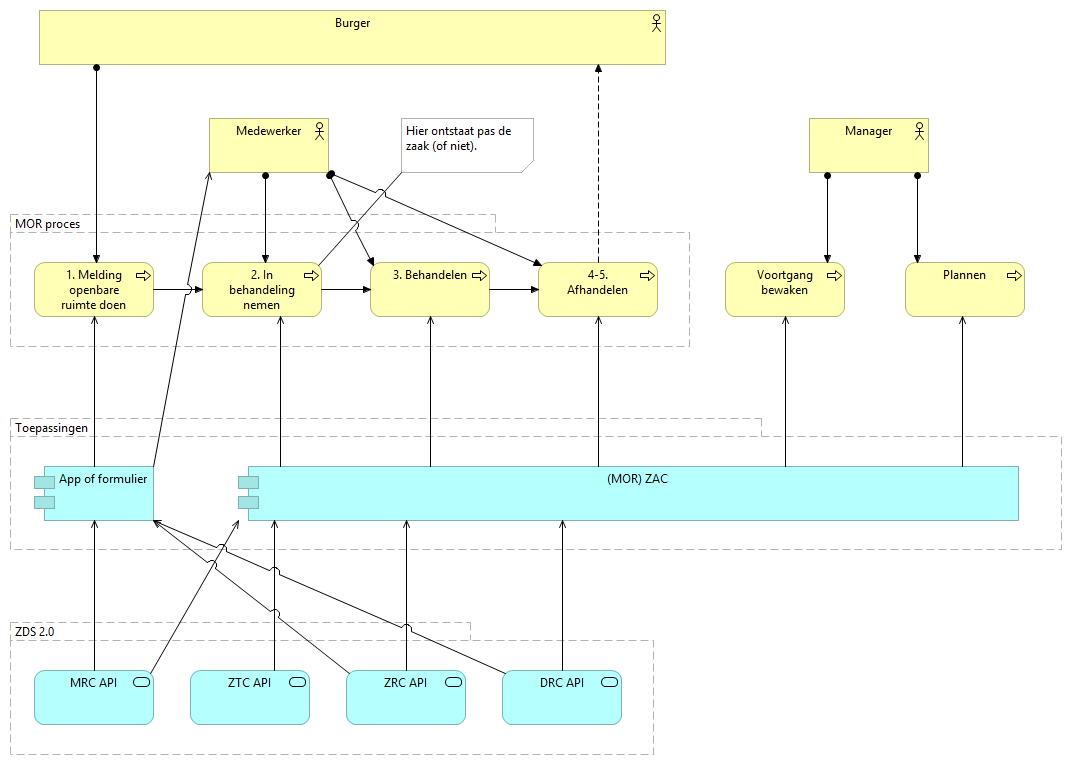 Burger
Medewerker
Hier ontstaat pas de
zaak (of niet).
Manager
MOR proces
1. Melding
openbare
ruimte doen
2. In
behandeling
nemen
3. Behandelen
4-5.
Afhandelen
Voortgang
bewaken
Plannen
Toepassingen
App of formulier
(MOR) ZAC
ZDS 2.0
MRC API
ZTC API
ZRC API
DRC API